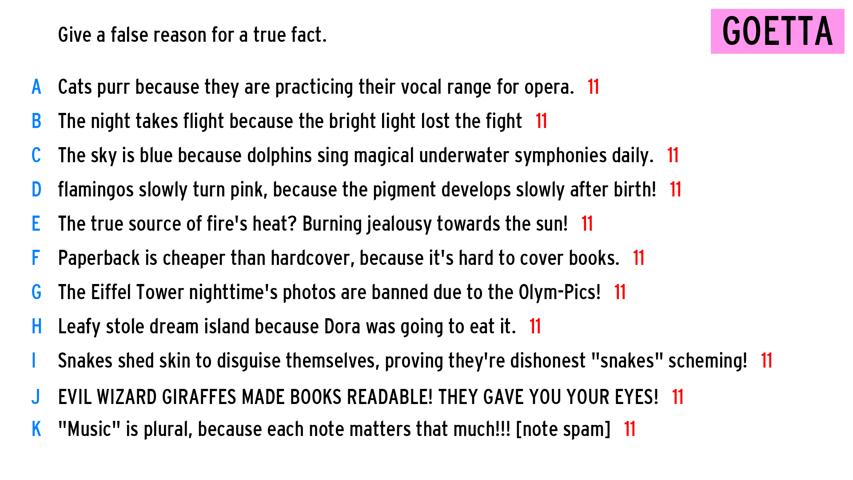 Give a false reason for a true fact.
GOETTA
A Cats purr because they are practicing their vocal range for opera. 11
B The night takes flight because the bright light lost the fight 11
C The sky is blue because dolphins sing magical underwater symphonies daily. 11
D flamingos slowly turn pink, because the pigment develops slowly after birth! 11
E The true source of fire's heat? Burning jealousy towards the sun! 11
F Paperback is cheaper than hardcover, because it's hard to cover books. 11
G The Eiffel Tower nighttime's photos are banned due to the Olym-Pics! 11
H Leafy stole dream island because Dora was going to eat it. 11
I Snakes shed skin to disguise themselves, proving they're dishonest "snakes" scheming! 11
J EVIL WIZARD GIRAFFES MADE BOOKS READABLE! THEY GAVE YOU YOUR EYES! 11
K "Music" is plural, because each note matters that much!!! [note spam] 11